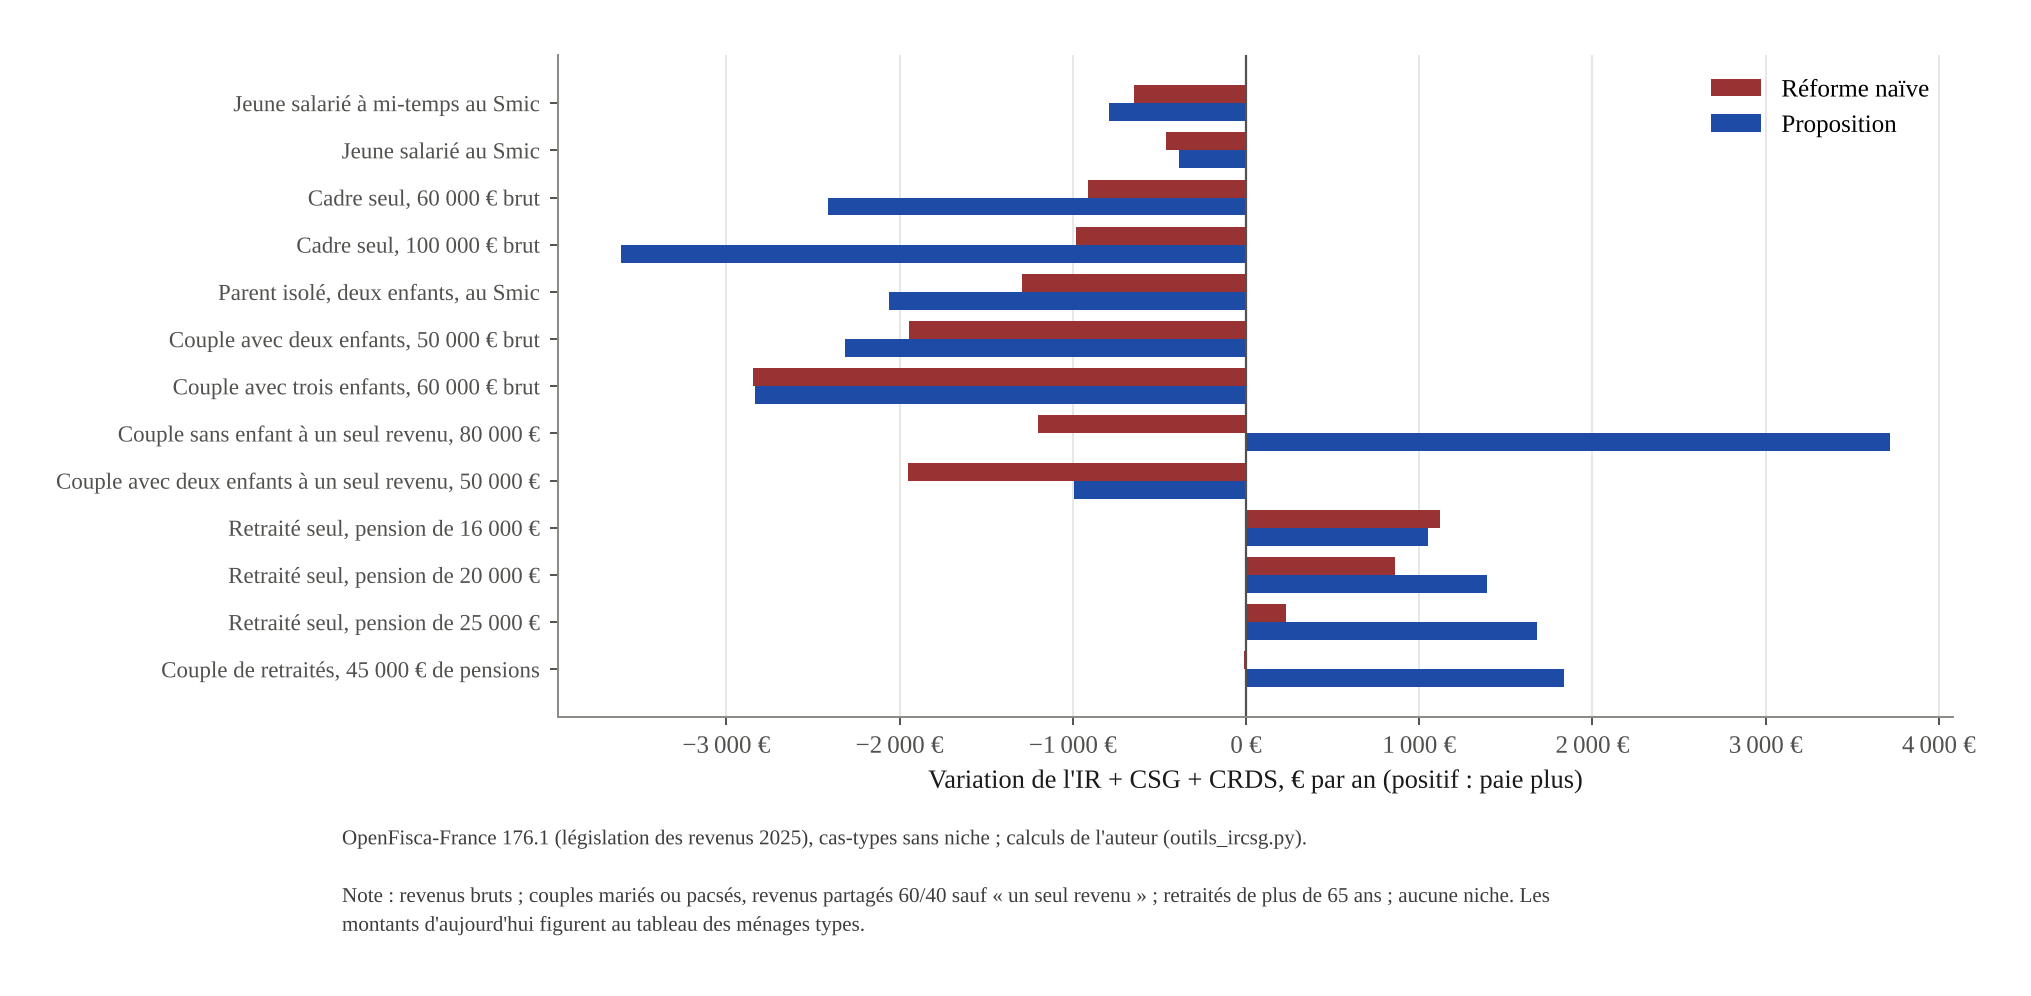 Réforme naïve
Proposition
Jeune salarié à mi-temps au Smic
Jeune salarié au Smic
Cadre seul, 60 000 € brut
Cadre seul, 100 000 € brut
Parent isolé, deux enfants, au Smic
Couple avec deux enfants, 50 000 € brut
Couple avec trois enfants, 60 000 € brut
Couple sans enfant à un seul revenu, 80 000 €
Couple avec deux enfants à un seul revenu, 50 000 €
Retraité seul, pension de 16 000 €
Retraité seul, pension de 20 000 €
Retraité seul, pension de 25 000 €
Couple de retraités, 45 000 € de pensions
−3 000 € −2 000 € −1 000 € 0 € 1 000 € 2 000 € 3 000 € 4 000 €
Variation de l'IR + CSG + CRDS, € par an (positif : paie plus)
OpenFisca-France 176.1 (législation des revenus 2025), cas-types sans niche ; calculs de l'auteur (outils_ircsg.py).
Note : revenus bruts ; couples mariés ou pacsés, revenus partagés 60/40 sauf « un seul revenu » ; retraités de plus de 65 ans ; aucune niche. Les
montants d'aujourd'hui figurent au tableau des ménages types.